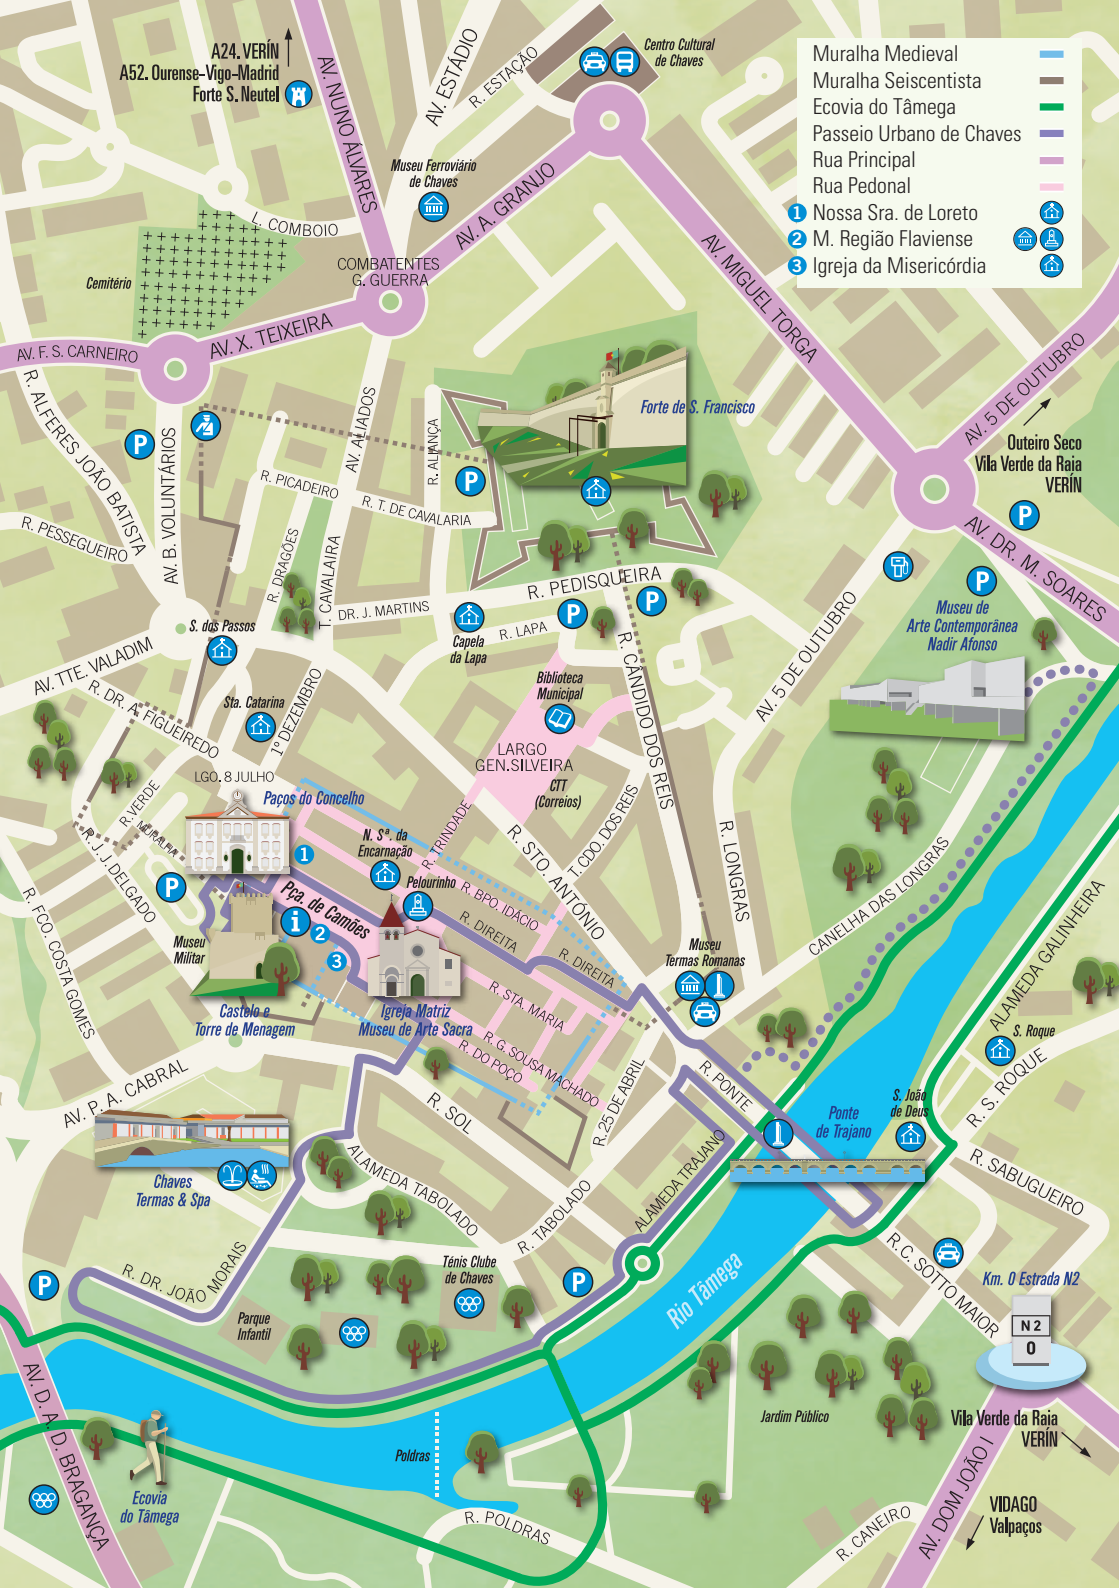 A24. VERÍN
A52. Ourense-Vigo-Madrid
Forte S. Neutel
AV. NUNO ÁLVARES
AV. ESTÁDIO
R. ESTAÇÃO
Centro Cultural
de Chaves
Muralha Medieval
Muralha Seiscentista
Ecovia do Tâmega
Passeio Urbano de Chaves
Rua Principal
Rua Pedonal
1 Nossa Sra. de Loreto
2 M. Região Flaviense
3 Igreja da Misericórdia
Museu Ferroviário
de Chaves
L. COMBOIO
AV. A. GRANJO
COMBATENTES
G. GUERRA
Cemitério
AV. MIGUEL TORGA
AV. X. TEIXEIRA
AV. F. S. CARNEIRO
AV. 5 DE OUTUBRO
R. ALFERES JOÃO BATISTA
AV. B. VOLUNTÁRIOS
AV. ALIADOS
R. ALIANÇA
Forte de S. Francisco
Outeiro Seco
Vila Verde da Raia
VERÍN
P
P
P
R. PICADEIRO
R. T. DE CAVALARIA
R. PESSEGUEIRO
R. DRAGÕES
T. CAVALAIRA
AV. DR. M. SOARES
R. PEDISQUEIRA
P
P
P
DR. J. MARTINS
R. LAPA
Capela
da Lapa
S. dos Passos
AV. TTE. VALADIM
R. CÂNDIDO DOS REIS
AV. 5 DE OUTUBRO
Museu de
Arte Contemporânea
Nadir Afonso
R. DR. A. FIGUEIREDO
Sta. Catarina
1º DEZEMBRO
Biblioteca
Municipal
LARGO
GEN.SILVEIRA
CTT
(Correios)
LGO. 8 JULHO
Paços do Concelho
R. VERDE
R. MURALHA
R. J. J. DELGADO
N. Sª. da
Encarnação
R. TRINDADE
R. STO. ANTÓNIO
T. CDO. DOS REIS
R. LONGRAS
CANELHA DAS LONGRAS
P
1
Pça. de Camões
Pelourinho
R. BPO. IDÁCIO
R. DIREITA
R. DIREITA
i
2
3
Museu
Militar
R. FCO. COSTA GOMES
Castelo e
Torre de Menagem
Igreja Matriz
Museu de Arte Sacra
R. STA. MARIA
R. G. SOUSA MACHADO
R. DO POÇO
Museu
Termas Romanas
ALAMEDA GALINHEIRA
S. Roque
R. S. ROQUE
AV. P. A. CABRAL
R. SOL
R. 25 DE ABRIL
R. PONTE
Ponte
de Trajano
S. João
de Deus
R. SABUGUEIRO
Chaves
Termas & Spa
ALAMEDA TABOLADO
ALAMEDA TRAJANO
R. TABOLADO
R. DR. JOÃO MORAIS
P
Ténis Clube
de Chaves
P
Rio Tâmega
R. C. SOTTO MAIOR
Km. 0 Estrada N2
N 2
0
Parque
Infantil
AV. D. A. D. BRAGANÇA
Jardim Público
Vila Verde da Raia
VERÍN
Poldras
Ecovia
do Tâmega
R. POLDRAS
AV. DOM JOÃO I
R. CANEIRO
VIDAGO
Valpaços